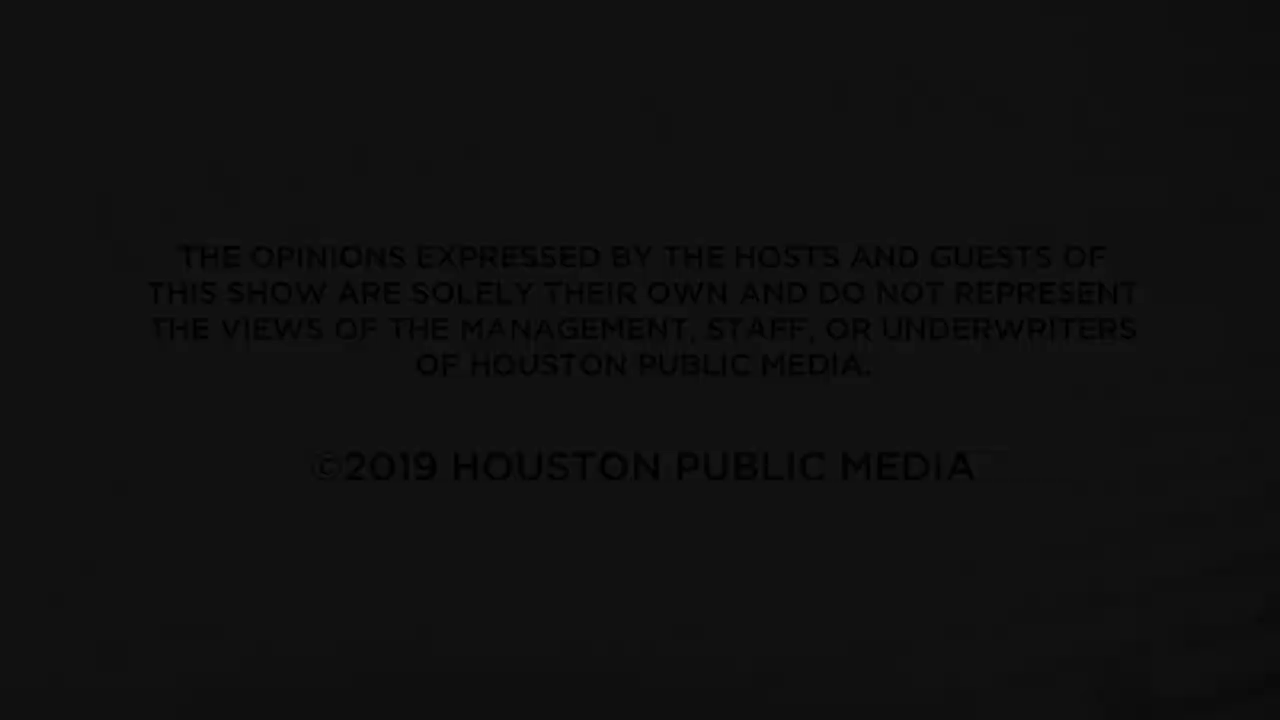 THE OPINIONS EXPRESSED BY THE HOSTS AND GUESTS OF
THIS SHOW ARE SOLELY THEIR OWN AND DO NOT REPRESENT
THE VIEWS OF THE MANAGEMENT, STAFF, OR UNDERWRITERS
OF HOUSTON PUBLIC MEDIA.
©2019 HOUSTON PUBLIC MEDIA